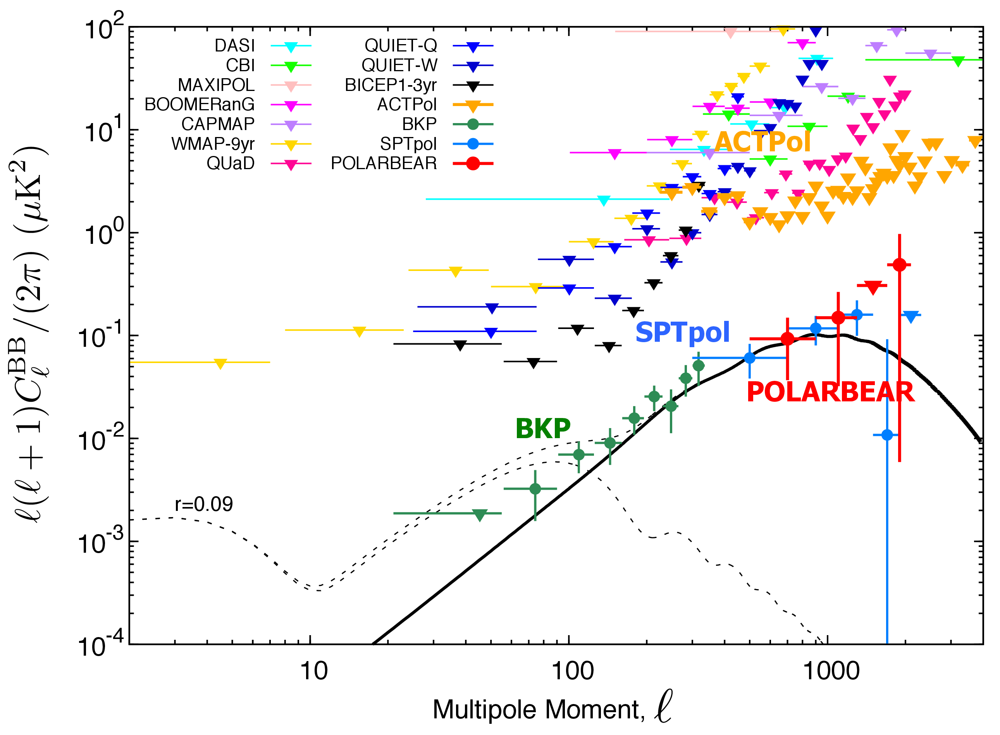 10^2
10^1
10^0
10^-1
10^-2
10^-3
10^-4
ℓ(ℓ + 1)C_ℓ^BB/(2π) (μK^2)
DASI
CBI
MAXIPOL
BOOMERanG
CAPMAP
WMAP-9yr
QUaD
QUIET-Q
QUIET-W
BICEP1-3yr
ACTPol
BKP
SPTpol
POLARBEAR
ACTPol
SPTpol
POLARBEAR
BKP
r=0.09
10
100
1000
Multipole Moment, ℓ